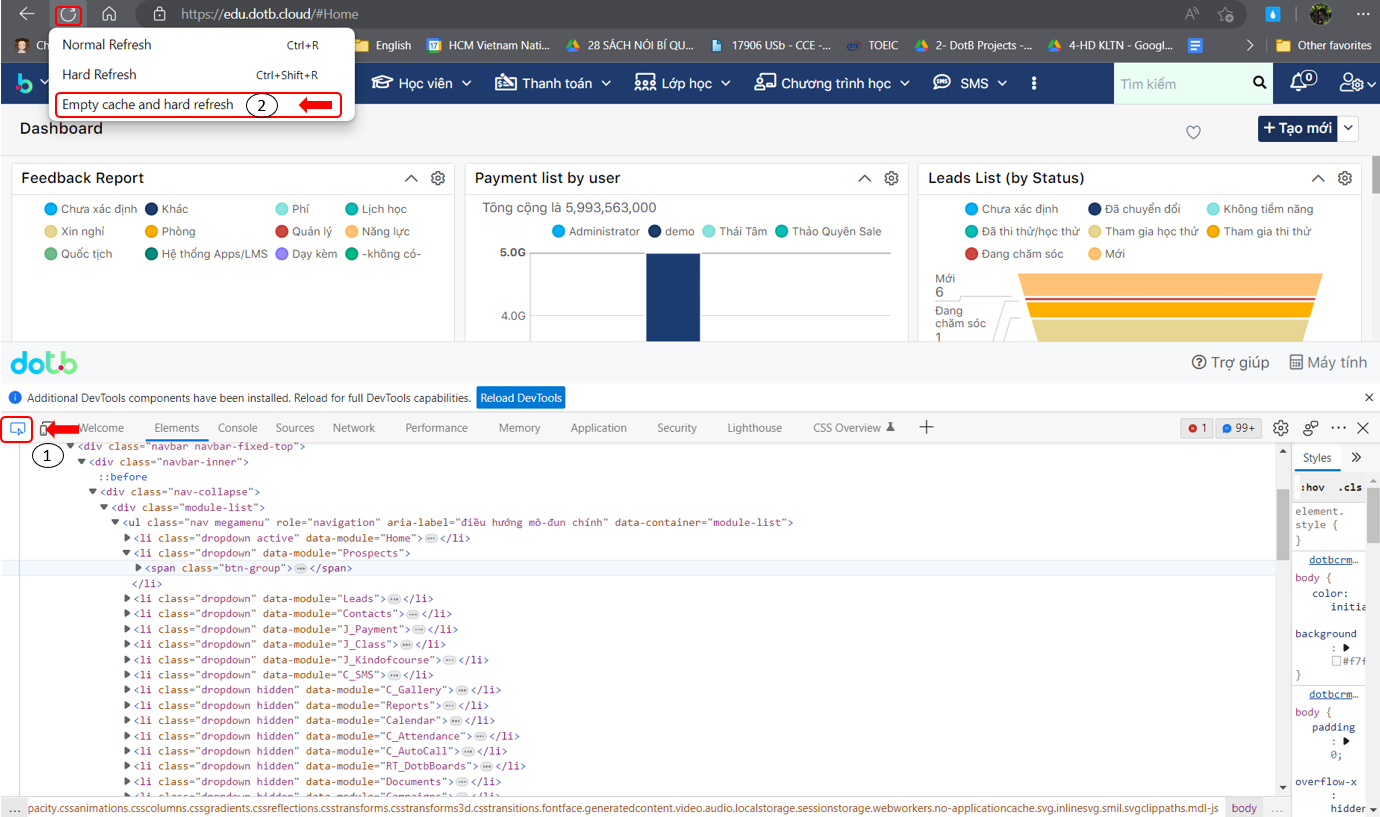 https://edu.dotb.cloud/#Home
Normal Refresh Ctrl+R
Hard Refresh Ctrl+Shift+R
Empty cache and hard refresh 2
Ch
English
HCM Vietnam Nati...
28 SÁCH NÓI BÍ QU...
17906 USb - CCE -...
TOEIC
2- DotB Projects -...
4-HD KLTN - Googl...
Other favorites
Học viên
Thanh toán
Lớp học
Chương trình học
SMS
Tìm kiếm
0
Dashboard
+ Tạo mới
Feedback Report
Chưa xác định Khác Phí Lịch học
Xin nghỉ Phòng Quản lý Năng lực
Quốc tịch Hệ thống Apps/LMS Dạy kèm -không có-
Payment list by user
Tổng cộng là 5,993,563,000
Administrator demo Thái Tâm Thảo Quyên Sale
5.0G
4.0G
Leads List (by Status)
Chưa xác định Đã chuyển đổi Không tiềm năng
Đã thi thử/học thử Tham gia học thử Tham gia thi thử
Đang chăm sóc Mới
Mới
6
Đang
chăm sóc
1
dotb
Trợ giúp
Máy tính
Additional DevTools components have been installed. Reload for full DevTools capabilities. Reload DevTools
Welcome Elements Console Sources Network Performance Memory Application Security Lighthouse CSS Overview
1 99+
1
<div class="navbar navbar-fixed-top">
<div class="navbar-inner">
::before
<div class="nav-collapse">
<div class="module-list">
<ul class="nav megamenu" role="navigation" aria-label="điều hướng mô-đun chính" data-container="module-list">
<li class="dropdown active" data-module="Home">…</li>
<li class="dropdown" data-module="Prospects">
<span class="btn-group">…</span>
</li>
<li class="dropdown" data-module="Leads">…</li>
<li class="dropdown" data-module="Contacts">…</li>
<li class="dropdown" data-module="J_Payment">…</li>
<li class="dropdown" data-module="J_Class">…</li>
<li class="dropdown" data-module="J_Kindofcourse">…</li>
<li class="dropdown" data-module="C_SMS">…</li>
<li class="dropdown hidden" data-module="C_Gallery">…</li>
<li class="dropdown hidden" data-module="Reports">…</li>
<li class="dropdown hidden" data-module="Calendar">…</li>
<li class="dropdown hidden" data-module="C_Attendance">…</li>
<li class="dropdown hidden" data-module="C_AutoCall">…</li>
<li class="dropdown hidden" data-module="RT_DotbBoards">…</li>
<li class="dropdown hidden" data-module="Documents">…</li>
<li class="dropdown hidden" data-module="Campaigns">…</li>
Styles
:hov .cls
element.
style {
}
dotbcrm…
body {
color:
initia
background
:
#f7f
}
dotbcrm…
body {
padding
:
0;
overflow-x
:
hidden
... pacity.cssanimations.csscolumns.cssgradients.cssreflections.csstransforms.csstransforms3d.csstransitions.fontface.generatedcontent.video.audio.localstorage.sessionstorage.webworkers.no-applicationcache.svg.inlinesvg.smil.svgclippaths.mdl-js body ...